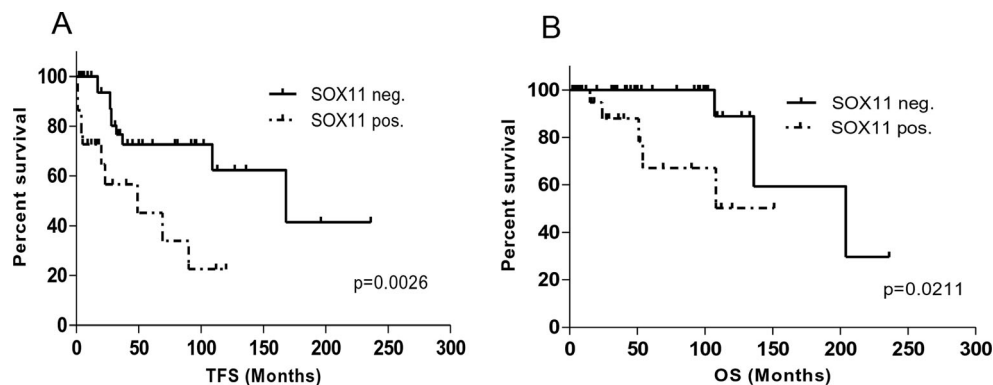 A
Percent survival
100
80
60
40
20
0
SOX11 neg.
SOX11 pos.
p=0.0026
0 50 100 150 200 250 300
TFS (Months)
B
Percent survival
100
80
60
40
20
0
SOX11 neg.
SOX11 pos.
p=0.0211
0 50 100 150 200 250 300
OS (Months)